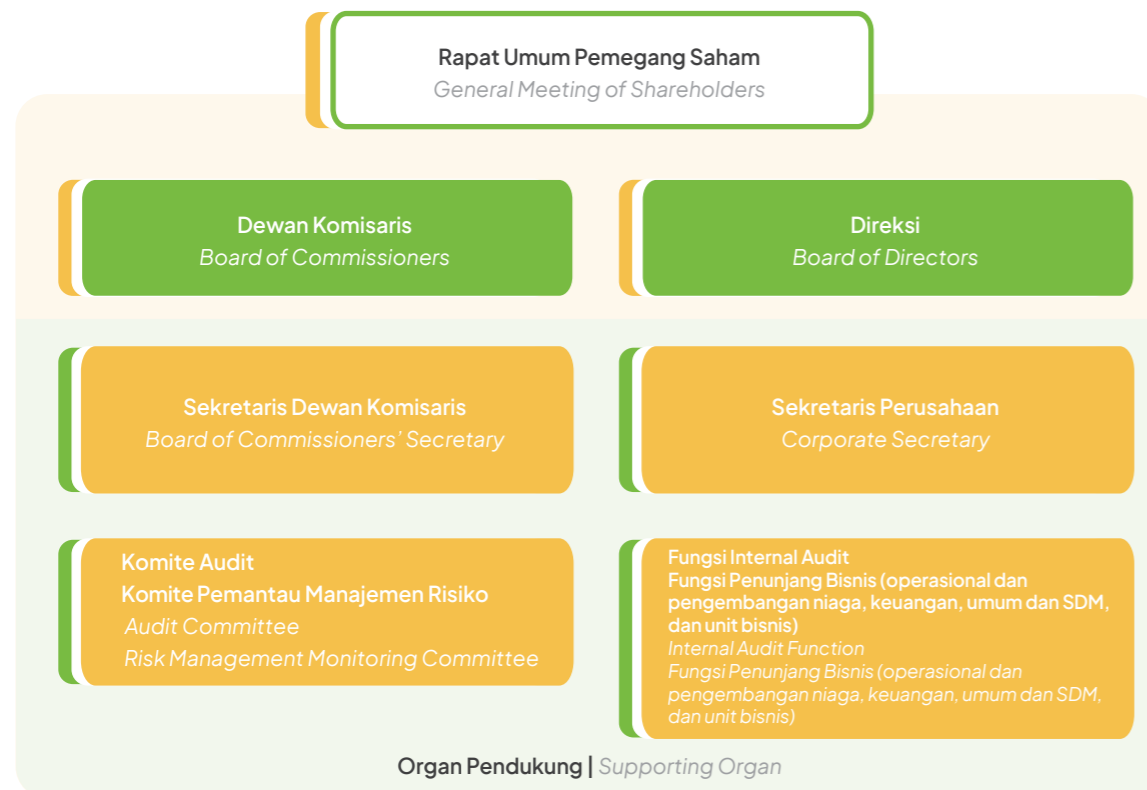 Rapat Umum Pemegang Saham
General Meeting of Shareholders
Dewan Komisaris
Board of Commissioners
Direksi
Board of Directors
Sekretaris Dewan Komisaris
Board of Commissioners’ Secretary
Sekretaris Perusahaan
Corporate Secretary
Komite Audit
Komite Pemantau Manajemen Risiko
Audit Committee
Risk Management Monitoring Committee
Fungsi Internal Audit
Fungsi Penunjang Bisnis (operasional dan
pengembangan niaga, keuangan, umum dan SDM,
dan unit bisnis)
Internal Audit Function
Fungsi Penunjang Bisnis (operasional dan
pengembangan niaga, keuangan, umum dan SDM,
dan unit bisnis)
Organ Pendukung | Supporting Organ